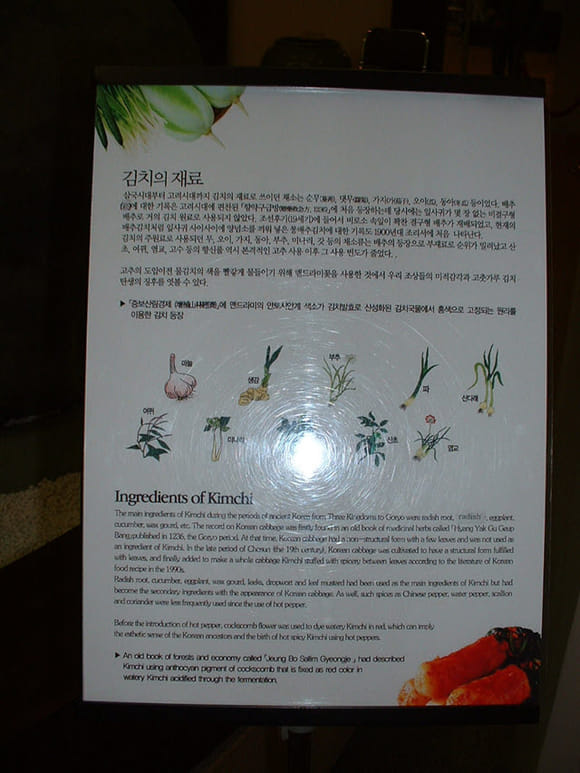 김치의 재료
삼국시대부터 고려시대까지 김치의 재료로 쓰이던 채소는 순무, 댓무, 가지, 오이, 동아 등이었다. 배추
에 대한 기록은 고려시대에 편찬된 「향약구급방」에 처음 등장하는데 당시에는 잎사귀가 몇 장 없는 비결구형
배추로 거의 김치 원료로 사용되지 않았다. 조선후기(19세기)에 들어서 비로소 속잎이 꽉찬 결구형 배추가 재배되었고, 현재의
배추김치처럼 잎사귀 사이사이에 양념소를 끼워 넣은 통배추김치에 대한 기록도 1900년대 조리서에 처음 나타난다.
김치의 주원료로 사용되던 무, 오이, 가지, 동아, 부추, 미나리, 갓 등의 채소류는 배추의 등장으로 부재료로 순위가 밀려났고 산
초, 여뀌, 염교, 고수 등의 향신료 역시 본격적인 고추 사용 이후 그 사용 빈도가 줄었다.
고추의 도입이전 물김치의 색을 빨갛게 물들이기 위해 맨드라미꽃을 사용한 것에서 우리 조상들의 미적감각과 고춧가루 김치
탄생의 징후를 엿볼 수 있다.
▶ 「증보산림경제」에 맨드라미의 안토시안계 색소가 김치발효로 산성화된 김치국물에서 홍색으로 고정되는 원리를
이용한 김치 등장
마늘
생강
부추
파
산다래
여뀌
미나리
산초
염교
Ingredients of Kimchi
The main ingredients of Kimchi during the periods of ancient Korea from Three Kingdoms to Goryo were radish root, radish, eggplant,
cucumber, wax gourd, etc. The record on Korean cabbage was firstly found in an old book of medicinal herbs called 「Hyang Yak Gu Geup
Bang」published in 1236, the Goryo period. At that time, Korean cabbage had a non-structural form with a few leaves and was not used as
an ingredient of Kimchi. In the late period of Chosun (the 19th century), Korean cabbage was cultivated to have a structural form fulfilled
with leaves, and finally added to make a whole cabbage Kimchi stuffed with spicery between leaves according to the literature of Korean
food recipe in the 1990s.
Radish root, cucumber, eggplant, wax gourd, leeks, dropwort and leaf mustard had been used as the main ingredients of Kimchi but had
become the secondary ingredients with the appearance of Korean cabbage. As well, such spices as Chinese pepper, water pepper, scallion
and coriander were less frequently used since the use of hot pepper.
Before the introduction of hot pepper, cockscomb flower was used to dye watery Kimchi in red, which can imply
the esthetic sense of the Korean ancestors and the birth of hot spicy Kimchi using hot peppers.
▶ An old book of forests and economy called 「Jeung Bo Sallim Gyeongje」 had described
Kimchi using anthocyan pigment of cockscomb that is fixed as red color in
watery Kimchi acidified through the fermentation.